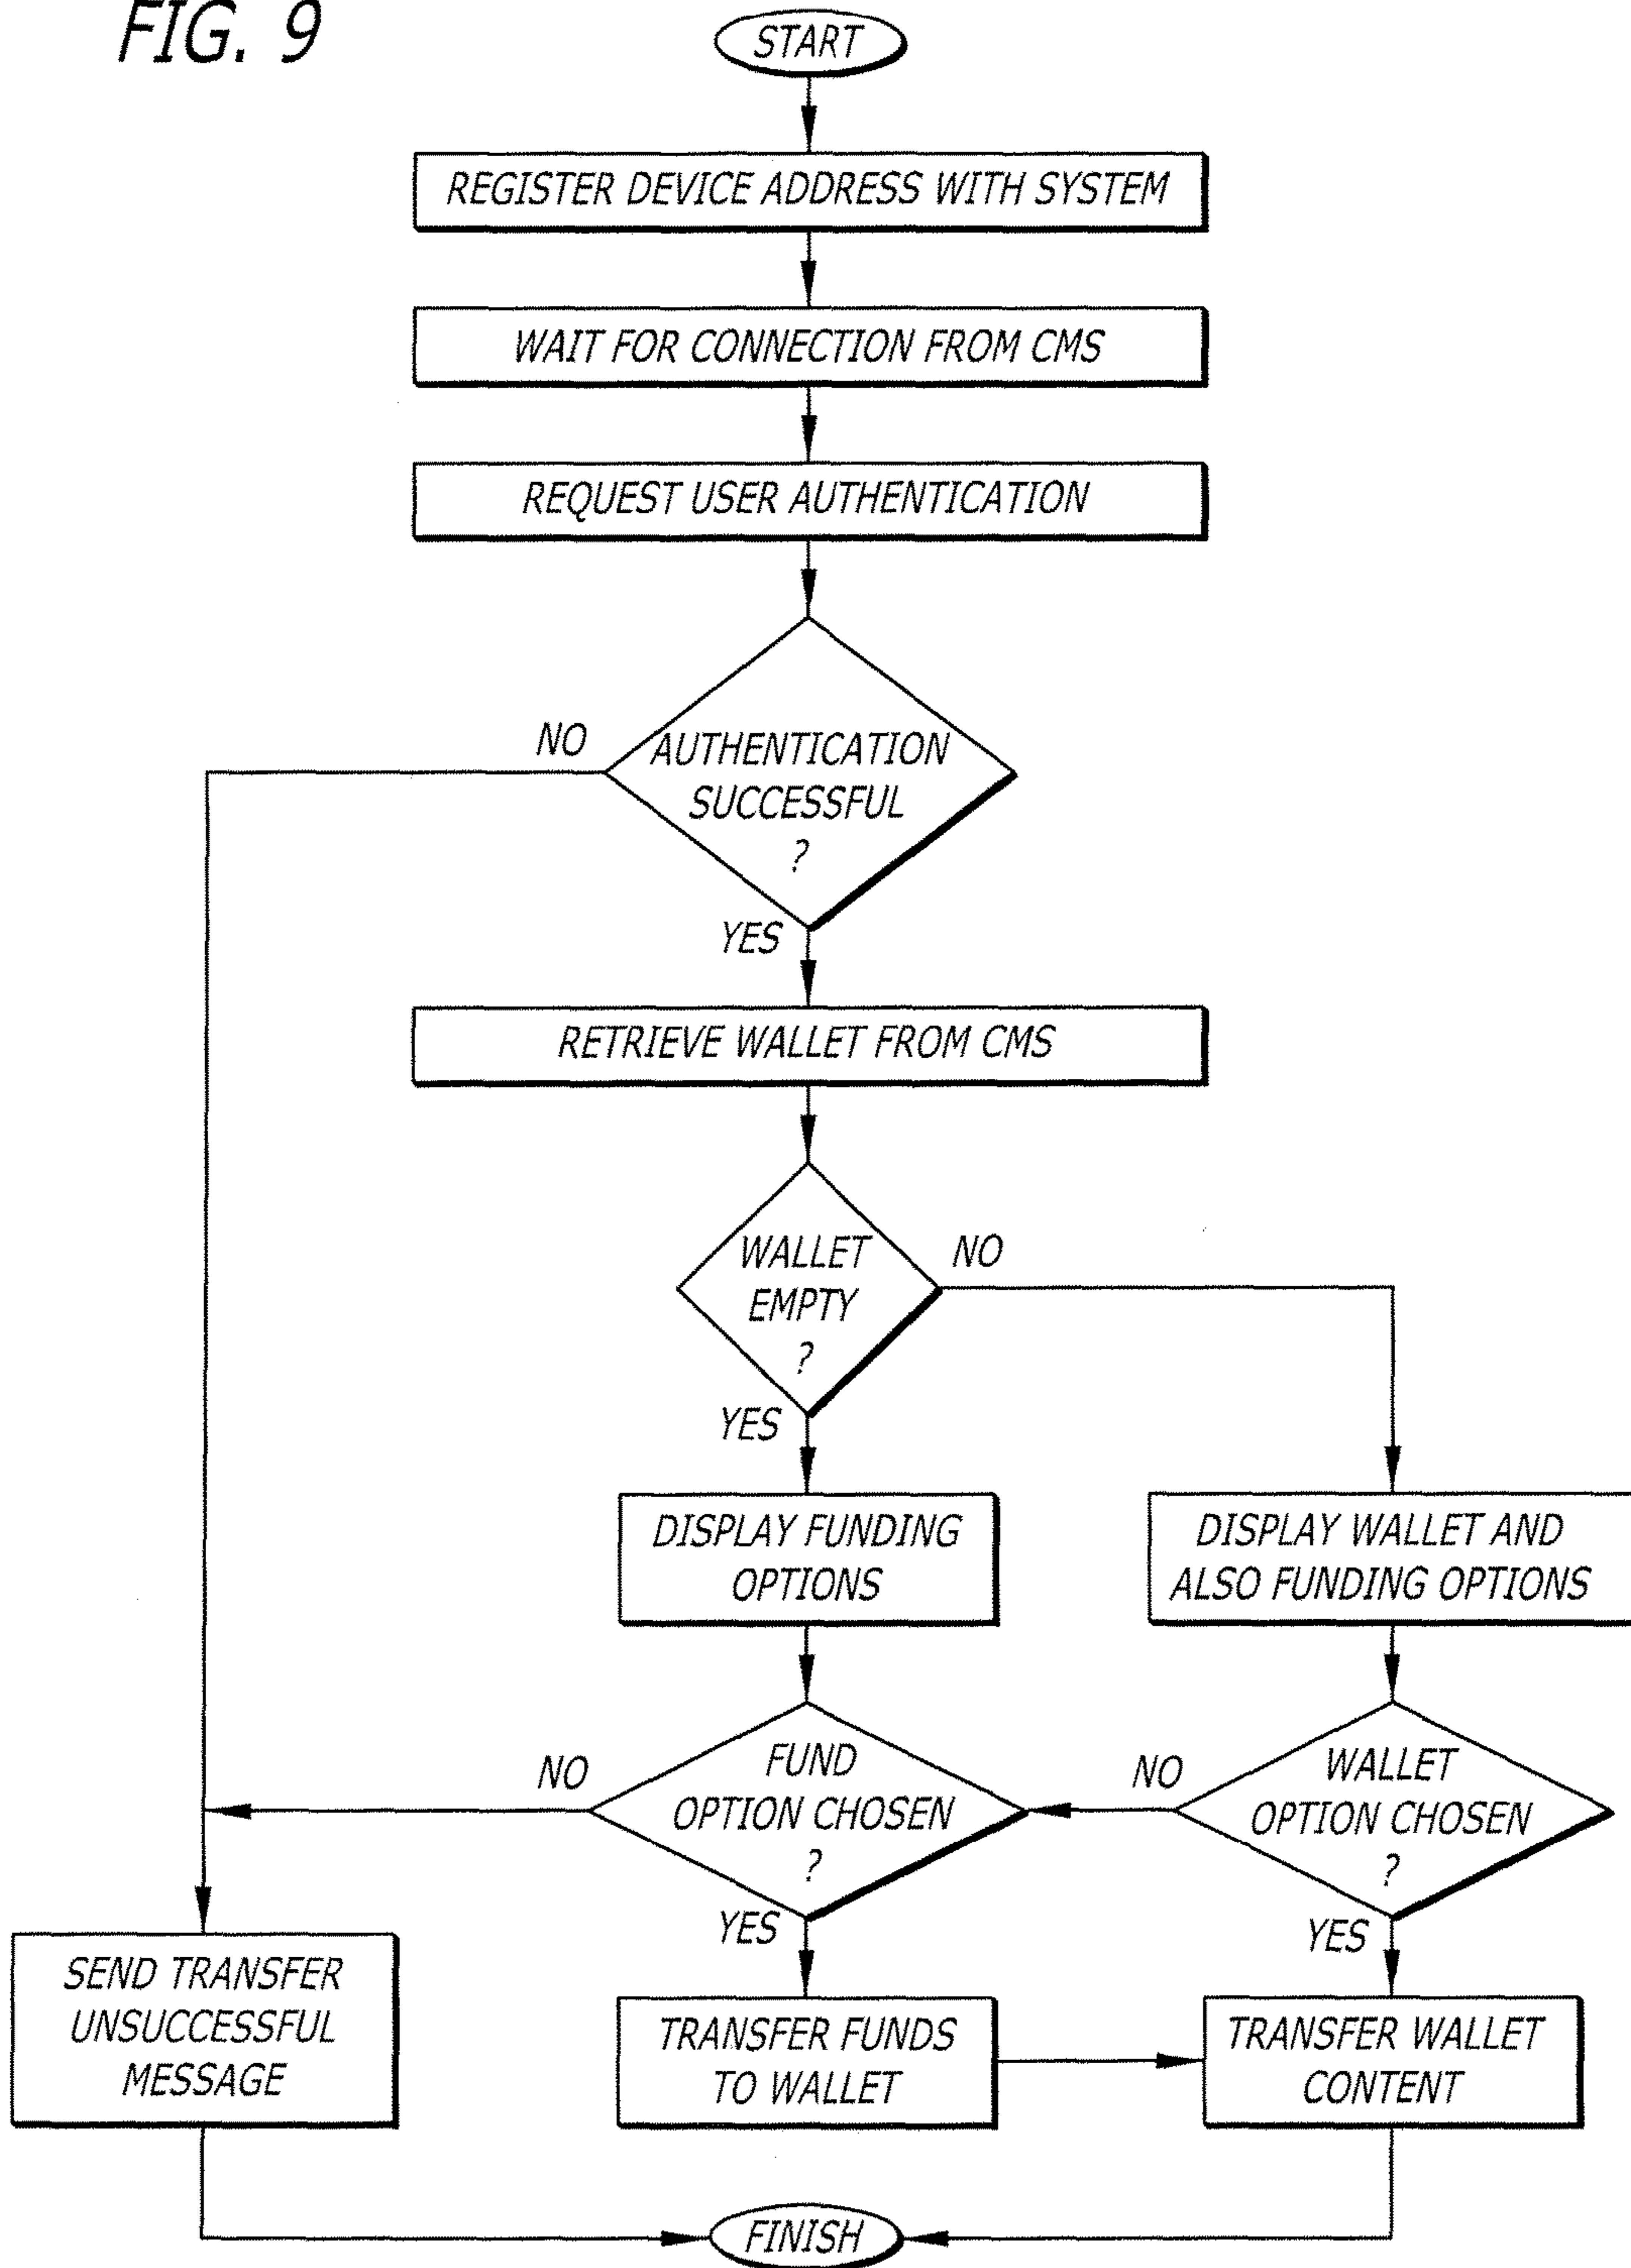 FIG. 9
START
REGISTER DEVICE ADDRESS WITH SYSTEM
WAIT FOR CONNECTION FROM CMS
REQUEST USER AUTHENTICATION
NO
AUTHENTICATION
SUCCESSFUL
?
YES
RETRIEVE WALLET FROM CMS
WALLET
EMPTY
?
NO
YES
DISPLAY FUNDING
OPTIONS
DISPLAY WALLET AND
ALSO FUNDING OPTIONS
NO
FUND
OPTION CHOSEN
?
NO
WALLET
OPTION CHOSEN
?
YES
YES
SEND TRANSFER
UNSUCCESSFUL
MESSAGE
TRANSFER FUNDS
TO WALLET
TRANSFER WALLET
CONTENT
FINISH